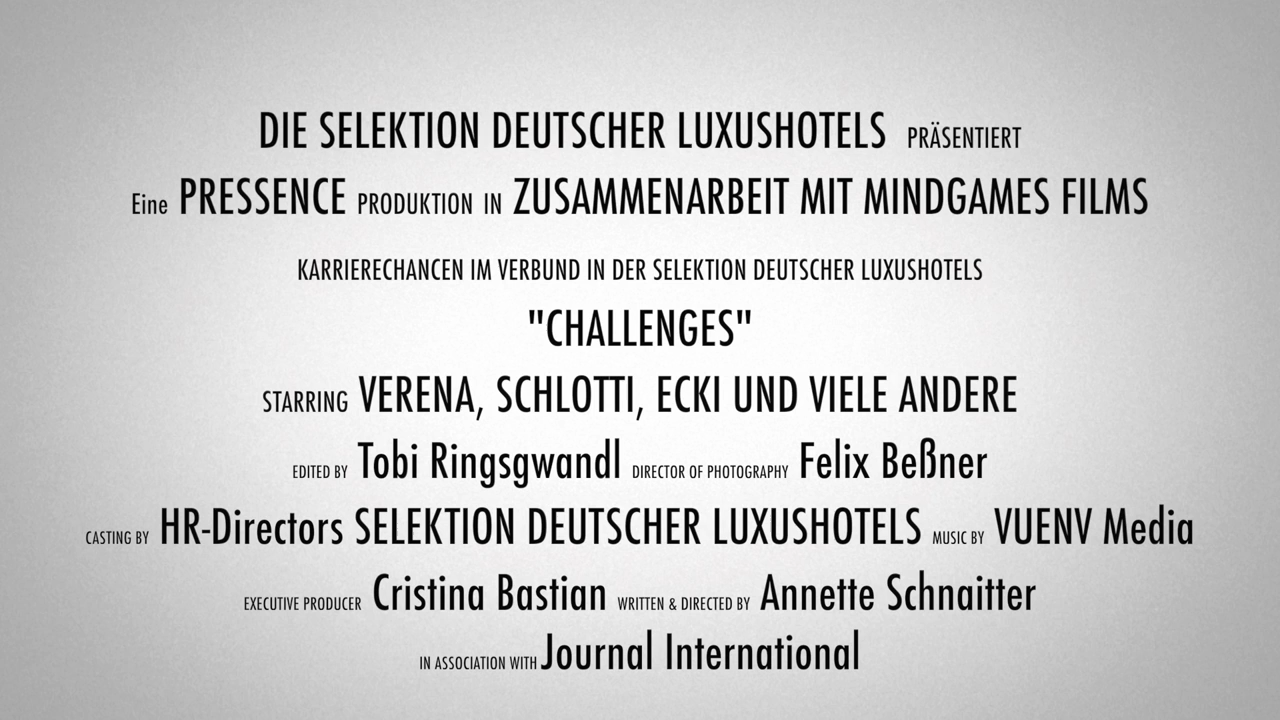 DIE SELEKTION DEUTSCHER LUXUSHOTELS PRÄSENTIERT
Eine PRESSENCE PRODUKTION IN ZUSAMMENARBEIT MIT MINDGAMES FILMS
KARRIERECHANCEN IM VERBUND IN DER SELEKTION DEUTSCHER LUXUSHOTELS
"CHALLENGES"
STARRING VERENA, SCHLOTTI, ECKI UND VIELE ANDERE
EDITED BY Tobi Ringsgwandl DIRECTOR OF PHOTOGRAPHY Felix Beßner
CASTING BY HR-Directors SELEKTION DEUTSCHER LUXUSHOTELS MUSIC BY VUENV Media
EXECUTIVE PRODUCER Cristina Bastian WRITTEN & DIRECTED BY Annette Schnaitter
IN ASSOCIATION WITH Journal International